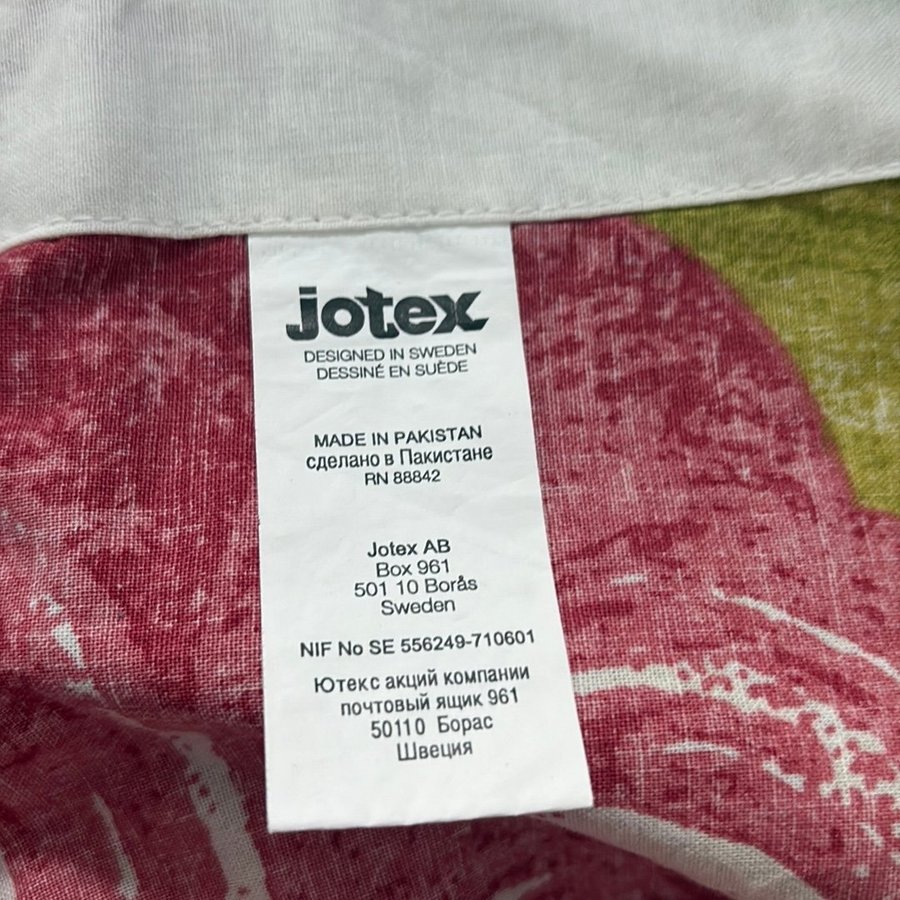 jotex
DESIGNED IN SWEDEN
DESSINÉ EN SUÈDE
MADE IN PAKISTAN
сделано в Пакистане
RN 88842
Jotex AB
Box 961
501 10 Borås
Sweden
NIF No SE 556249-710601
Ютекс акций компании
почтовый ящик 961
50110 Борас
Швеция